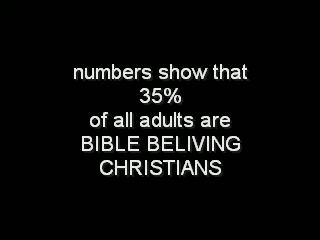 numbers show that
35%
of all adults are
BIBLE BELIVING
CHRISTIANS